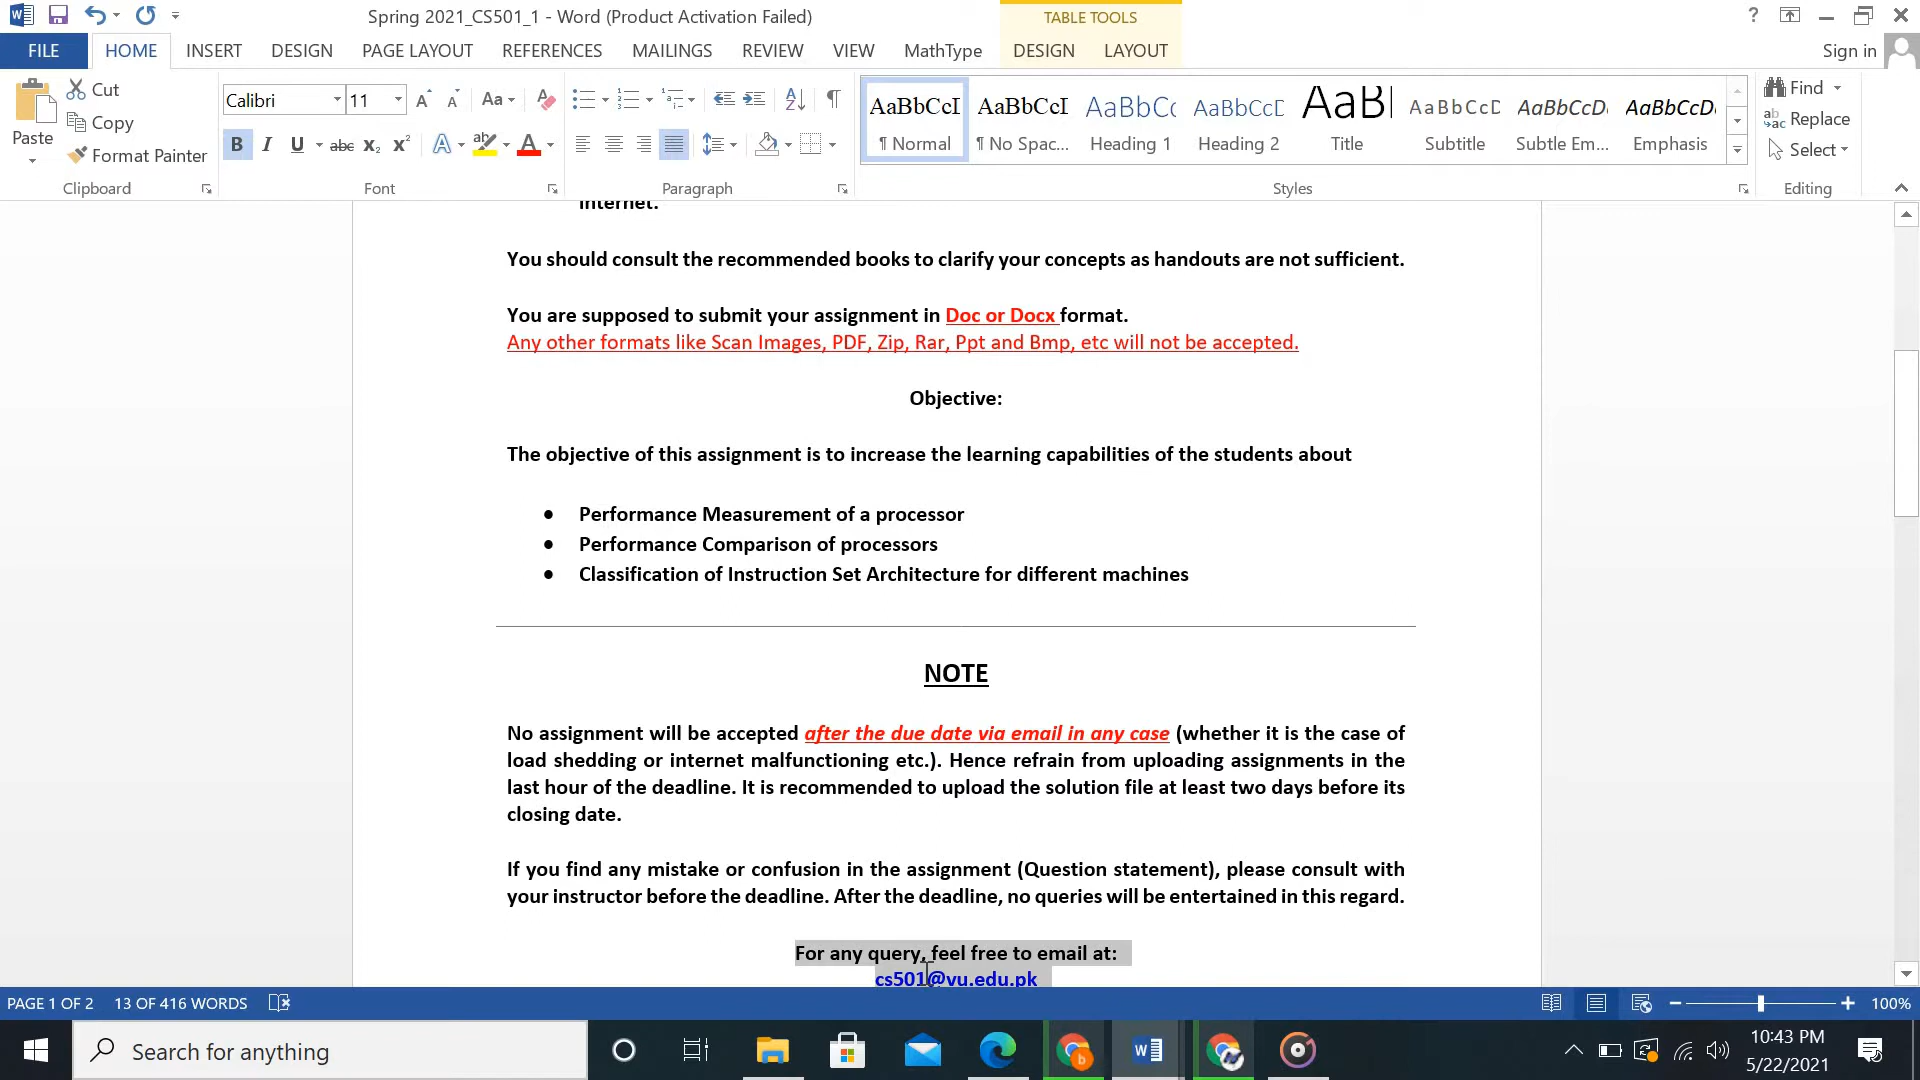 Spring 2021_CS501_1 - Word (Product Activation Failed)
TABLE TOOLS
?
FILE
HOME
INSERT
DESIGN
PAGE LAYOUT
REFERENCES
MAILINGS
REVIEW
VIEW
MathType
DESIGN
LAYOUT
Sign in
Paste
Cut
Copy
Format Painter
Clipboard
Calibri
11
Aa
B I U abc X₂ X²
A
A
Font
Paragraph
AaBbCcI
¶ Normal
AaBbCcI
¶ No Spac...
AaBbCc
Heading 1
AaBbCcD
Heading 2
AaBl
Title
AaBbCcD
Subtitle
AaBbCcD
Subtle Em...
AaBbCcD
Emphasis
Styles
Find
Replace
Select
Editing
internet.
You should consult the recommended books to clarify your concepts as handouts are not sufficient.
You are supposed to submit your assignment in Doc or Docx format.
Any other formats like Scan Images, PDF, Zip, Rar, Ppt and Bmp, etc will not be accepted.
Objective:
The objective of this assignment is to increase the learning capabilities of the students about
● Performance Measurement of a processor
● Performance Comparison of processors
● Classification of Instruction Set Architecture for different machines
NOTE
No assignment will be accepted after the due date via email in any case (whether it is the case of
load shedding or internet malfunctioning etc.). Hence refrain from uploading assignments in the
last hour of the deadline. It is recommended to upload the solution file at least two days before its
closing date.
If you find any mistake or confusion in the assignment (Question statement), please consult with
your instructor before the deadline. After the deadline, no queries will be entertained in this regard.
For any query, feel free to email at:
cs501@vu.edu.pk
PAGE 1 OF 2
13 OF 416 WORDS
100%
Search for anything
10:43 PM
5/22/2021